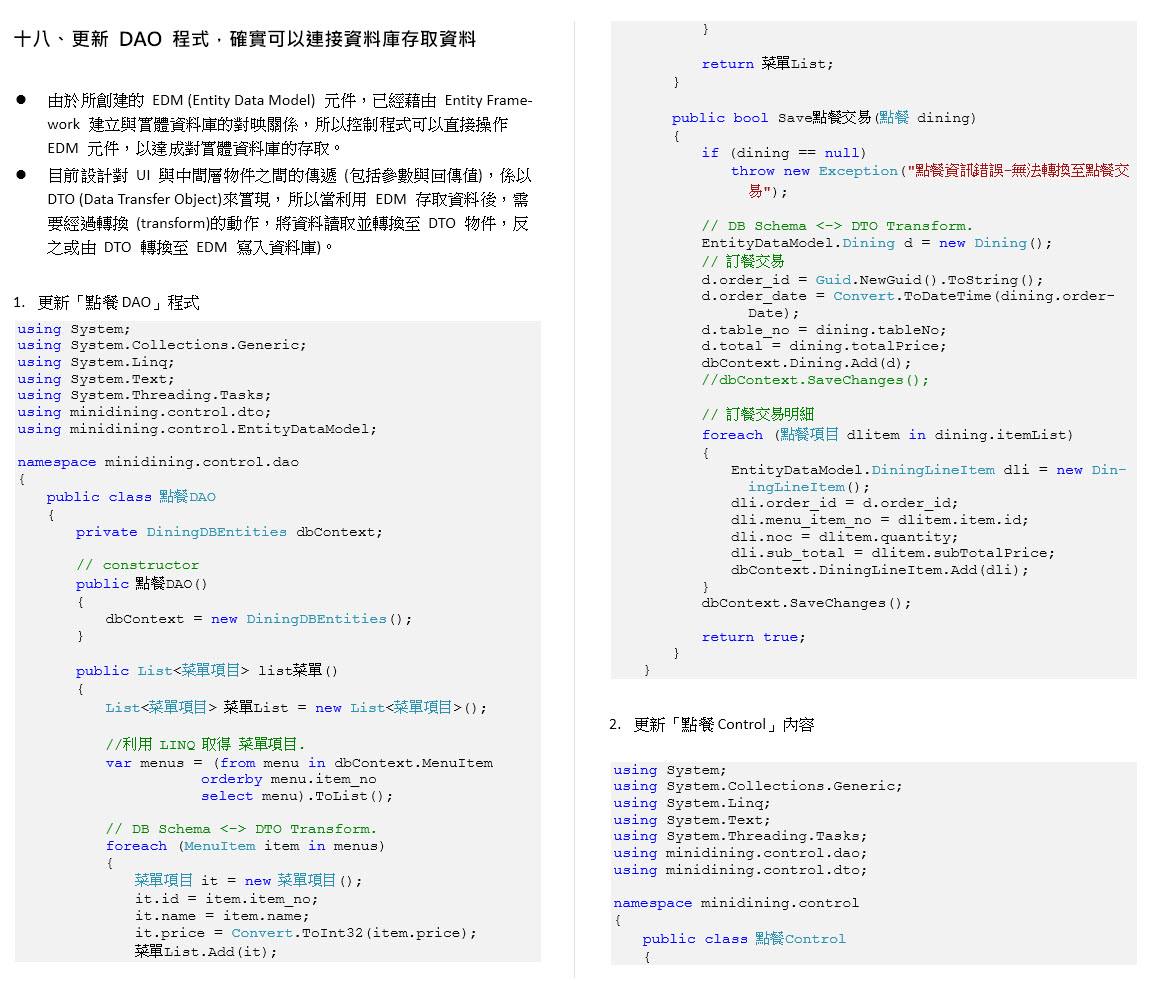 十八、更新 DAO 程式，確實可以連接資料庫存取資料
● 由於所創建的 EDM (Entity Data Model) 元件，已經藉由 Entity Frame-
work 建立與實體資料庫的對映關係，所以控制程式可以直接操作
EDM 元件，以達成對實體資料庫的存取。
● 目前設計對 UI 與中間層物件之間的傳遞 (包括參數與回傳值)，係以
DTO (Data Transfer Object)來實現，所以當利用 EDM 存取資料後，需
要經過轉換 (transform)的動作，將資料讀取並轉換至 DTO 物件，反
之或由 DTO 轉換至 EDM 寫入資料庫)。
1. 更新「點餐 DAO」程式
using System;
using System.Collections.Generic;
using System.Linq;
using System.Text;
using System.Threading.Tasks;
using minidining.control.dto;
using minidining.control.EntityDataModel;
namespace minidining.control.dao
{
public class 點餐DAO
{
private DiningDBEntities dbContext;
// constructor
public 點餐DAO()
{
dbContext = new DiningDBEntities();
}
public List<菜單項目> list菜單()
{
List<菜單項目> 菜單List = new List<菜單項目>();
//利用 LINQ 取得 菜單項目.
var menus = (from menu in dbContext.MenuItem
orderby menu.item_no
select menu).ToList();
// DB Schema <-> DTO Transform.
foreach (MenuItem item in menus)
{
菜單項目 it = new 菜單項目();
it.id = item.item_no;
it.name = item.name;
it.price = Convert.ToInt32(item.price);
菜單List.Add(it);
}
return 菜單List;
}
public bool Save點餐交易(點餐 dining)
{
if (dining == null)
throw new Exception("點餐資訊錯誤-無法轉換至點餐交
易");
// DB Schema <-> DTO Transform.
EntityDataModel.Dining d = new Dining();
// 訂餐交易
d.order_id = Guid.NewGuid().ToString();
d.order_date = Convert.ToDateTime(dining.order-
Date);
d.table_no = dining.tableNo;
d.total = dining.totalPrice;
dbContext.Dining.Add(d);
//dbContext.SaveChanges();
// 訂餐交易明細
foreach (點餐項目 dlitem in dining.itemList)
{
EntityDataModel.DiningLineItem dli = new Din-
ingLineItem();
dli.order_id = d.order_id;
dli.menu_item_no = dlitem.item.id;
dli.noc = dlitem.quantity;
dli.sub_total = dlitem.subTotalPrice;
dbContext.DiningLineItem.Add(dli);
}
dbContext.SaveChanges();
return true;
}
}
2. 更新「點餐 Control」內容
using System;
using System.Collections.Generic;
using System.Linq;
using System.Text;
using System.Threading.Tasks;
using minidining.control.dao;
using minidining.control.dto;
namespace minidining.control
{
public class 點餐Control
{